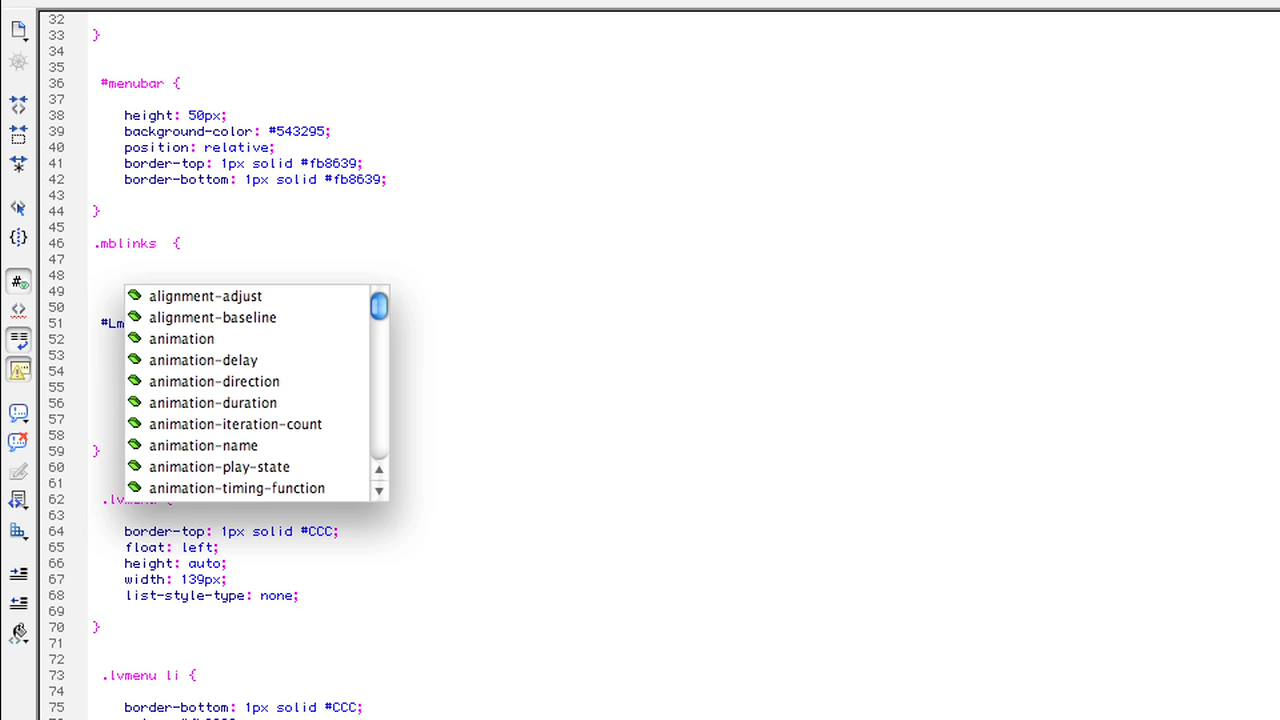 32
33 }
34
35
36 #menubar {
37
38 height: 50px;
39 background-color: #543295;
40 position: relative;
41 border-top: 1px solid #fb8639;
42 border-bottom: 1px solid #fb8639;
43
44 }
45
46 .mblinks {
47
48
49
50
51 #Lm
52
53
54
55
56
57
58
59 }
60
61
62 .lvmenu {
63
64 border-top: 1px solid #CCC;
65 float: left;
66 height: auto;
67 width: 139px;
68 list-style-type: none;
69
70 }
71
72
73 .lvmenu li {
74
75 border-bottom: 1px solid #CCC;
alignment-adjust
alignment-baseline
animation
animation-delay
animation-direction
animation-duration
animation-iteration-count
animation-name
animation-play-state
animation-timing-function